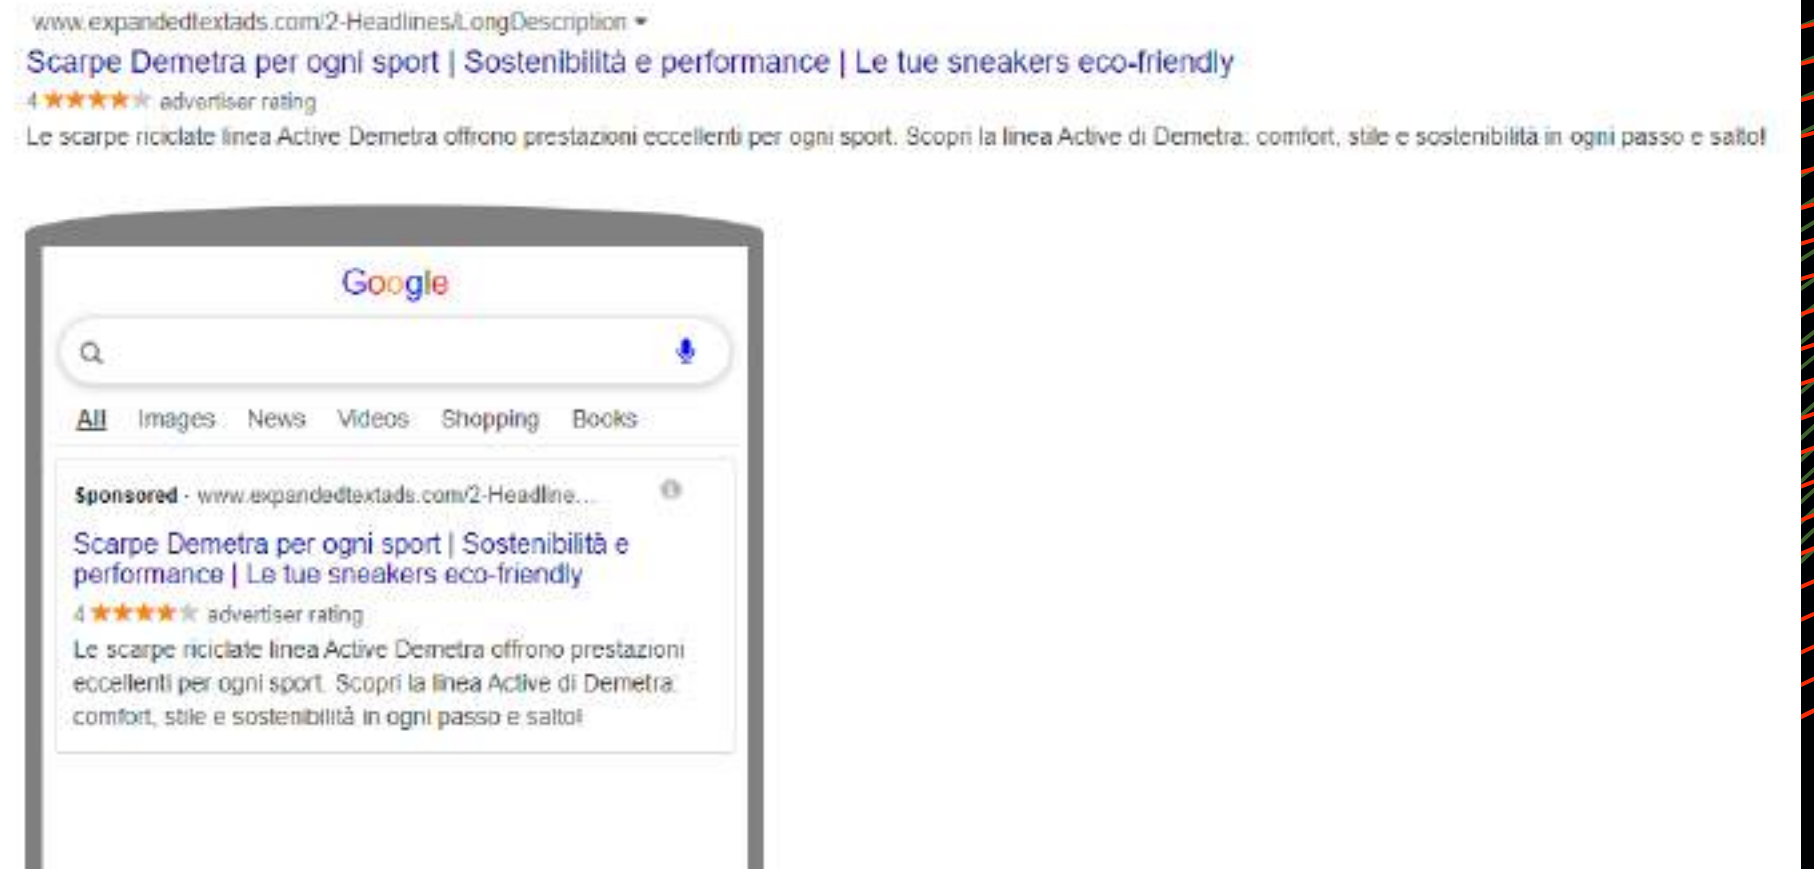 www.expandedtextads.com/2-Headlines/LongDescription
Scarpe Demetra per ogni sport | Sostenibilità e performance | Le tue sneakers eco-friendly
4 ★★★★★ advertiser rating
Le scarpe riciclate linea Active Demetra offrono prestazioni eccellenti per ogni sport. Scopri la linea Active di Demetra: comfort, stile e sostenibilità in ogni passo e salto!
Google
All Images News Videos Shopping Books
Sponsored · www.expandedtextads.com/2-Headline...
Scarpe Demetra per ogni sport | Sostenibilità e
performance | Le tue sneakers eco-friendly
4 ★★★★★ advertiser rating
Le scarpe riciclate linea Active Demetra offrono prestazioni
eccellenti per ogni sport. Scopri la linea Active di Demetra:
comfort, stile e sostenibilità in ogni passo e salto!